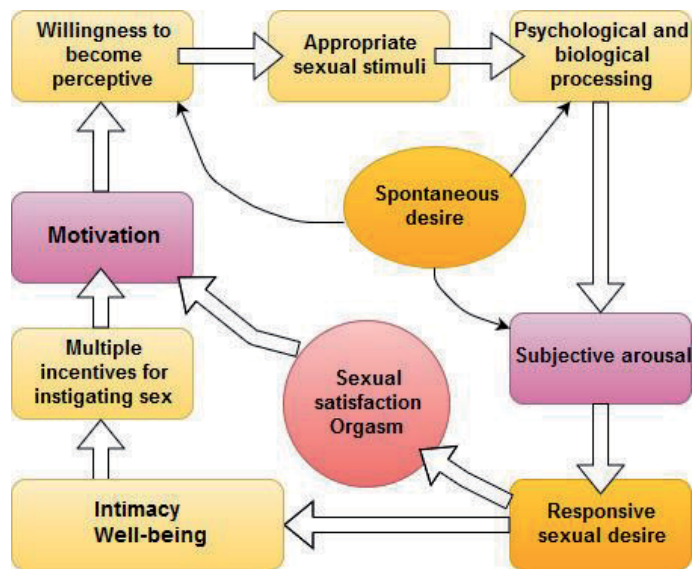 Willingness to
become
perceptive
Appropriate
sexual stimuli
Psychological and
biological
processing
Spontaneous
desire
Motivation
Subjective arousal
Multiple
incentives for
instigating sex
Sexual
satisfaction
Orgasm
Intimacy
Well-being
Responsive
sexual desire